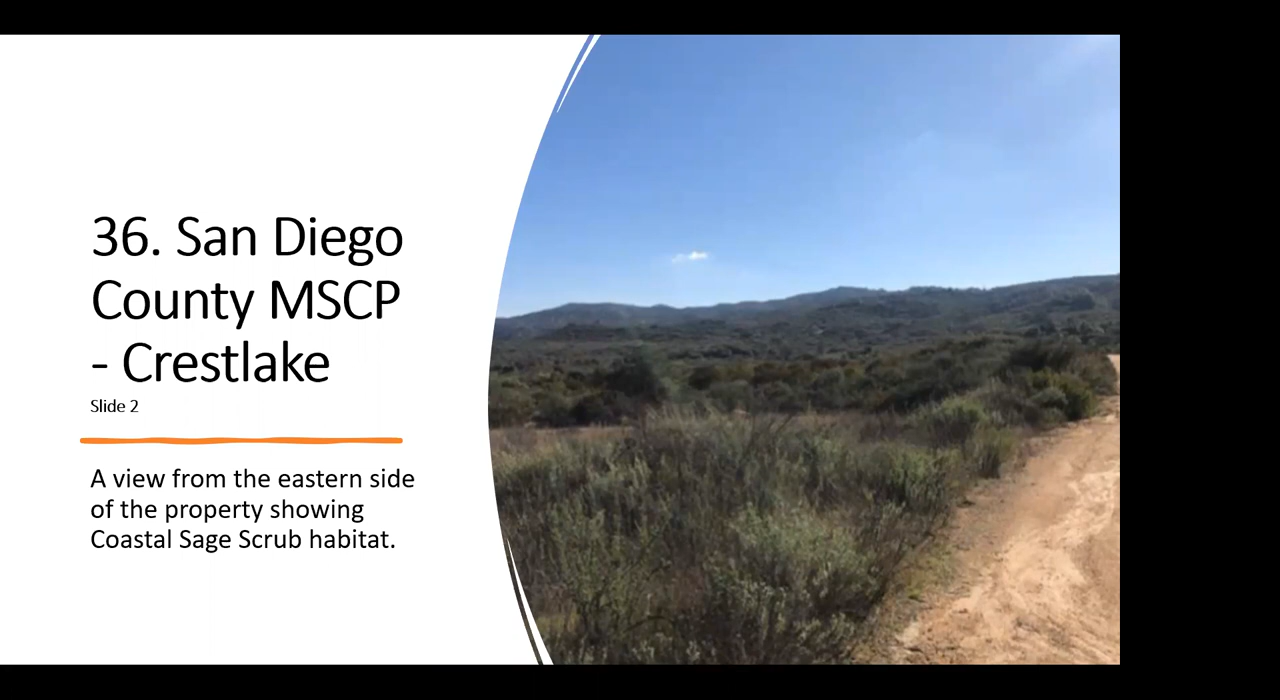 36. San Diego
County MSCP
- Crestlake
Slide 2
A view from the eastern side
of the property showing
Coastal Sage Scrub habitat.